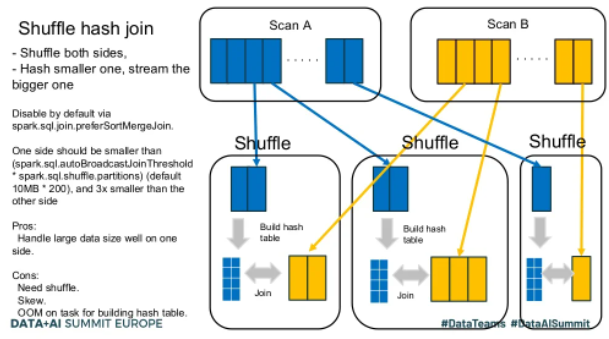 Shuffle hash join
- Shuffle both sides,
- Hash smaller one, stream the
bigger one
Disable by default via
spark.sql.join.preferSortMergeJoin.
One side should be smaller than
(spark.sql.autoBroadcastJoinThreshold
* spark.sql.shuffle.partitions) (default
10MB * 200), and 3x smaller than the
other side
Pros:
Handle large data size well on one
side.
Cons:
Need shuffle.
Skew.
OOM on task for building hash table.
DATA+AI SUMMIT EUROPE
Scan A
.....
Scan B
.....
Shuffle
Build hash
table
Join
Shuffle
Build hash
table
Join
Shuffle
#DataTeams #DataAISummit